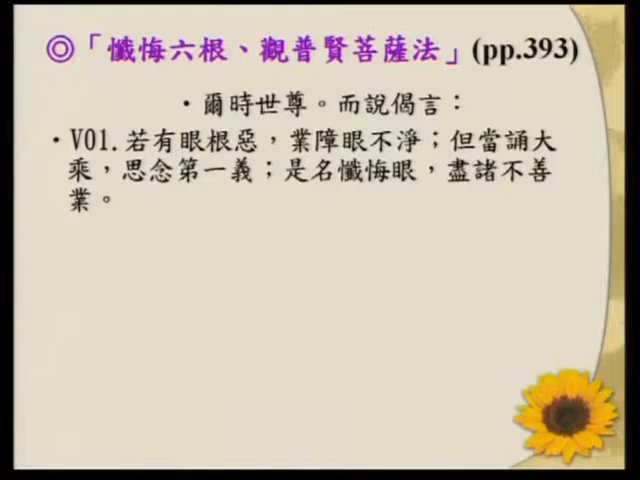 ◎「懺悔六根、觀普賢菩薩法」(pp.393)
・爾時世尊。而說偈言：
・V01.若有眼根惡，業障眼不淨；但當誦大
乘，思念第一義；是名懺悔眼，盡諸不善
業。